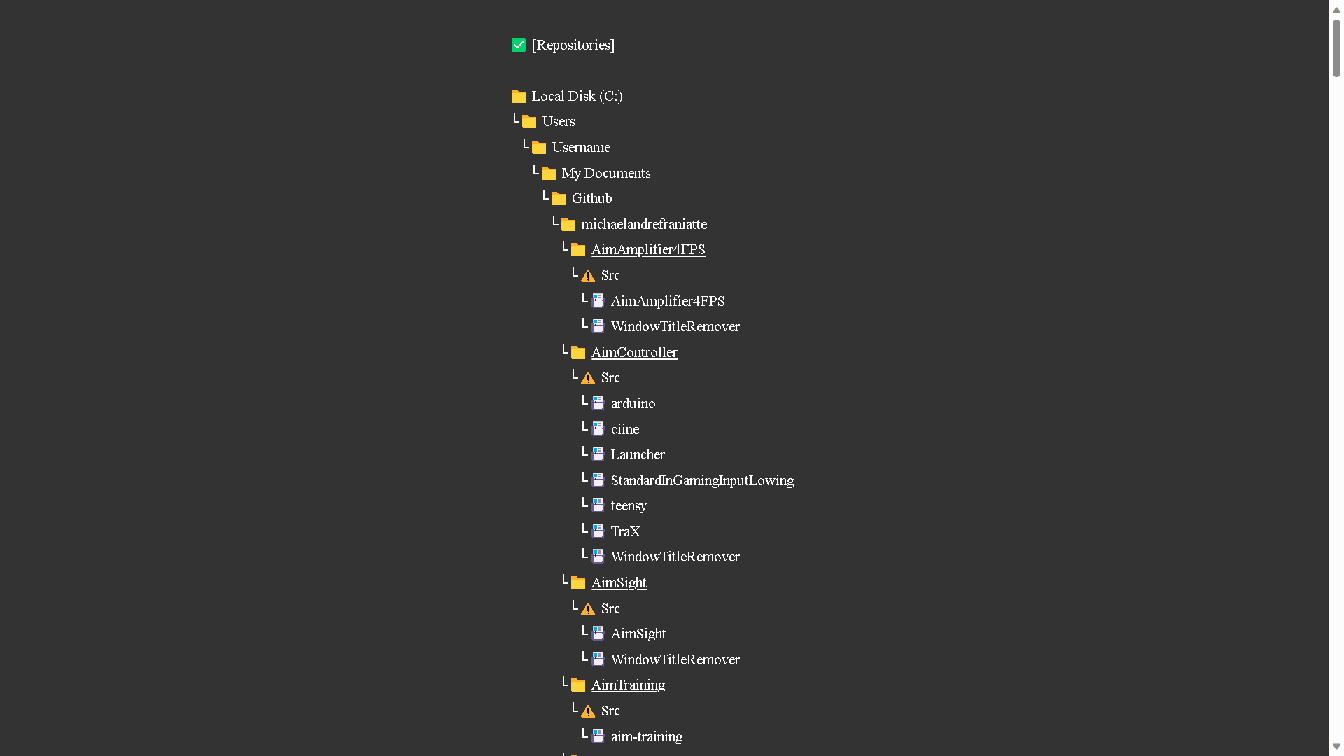 [Repositories]
Local Disk (C:)
Users
Username
My Documents
Github
michaelandrefraniatte
AimAmplifier4FPS
Src
AimAmplifier4FPS
WindowTitleRemover
AimController
Src
arduino
ciine
Launcher
StandardInGamingInputLowing
teensy
TraX
WindowTitleRemover
AimSight
Src
AimSight
WindowTitleRemover
AimTraining
Src
aim-training